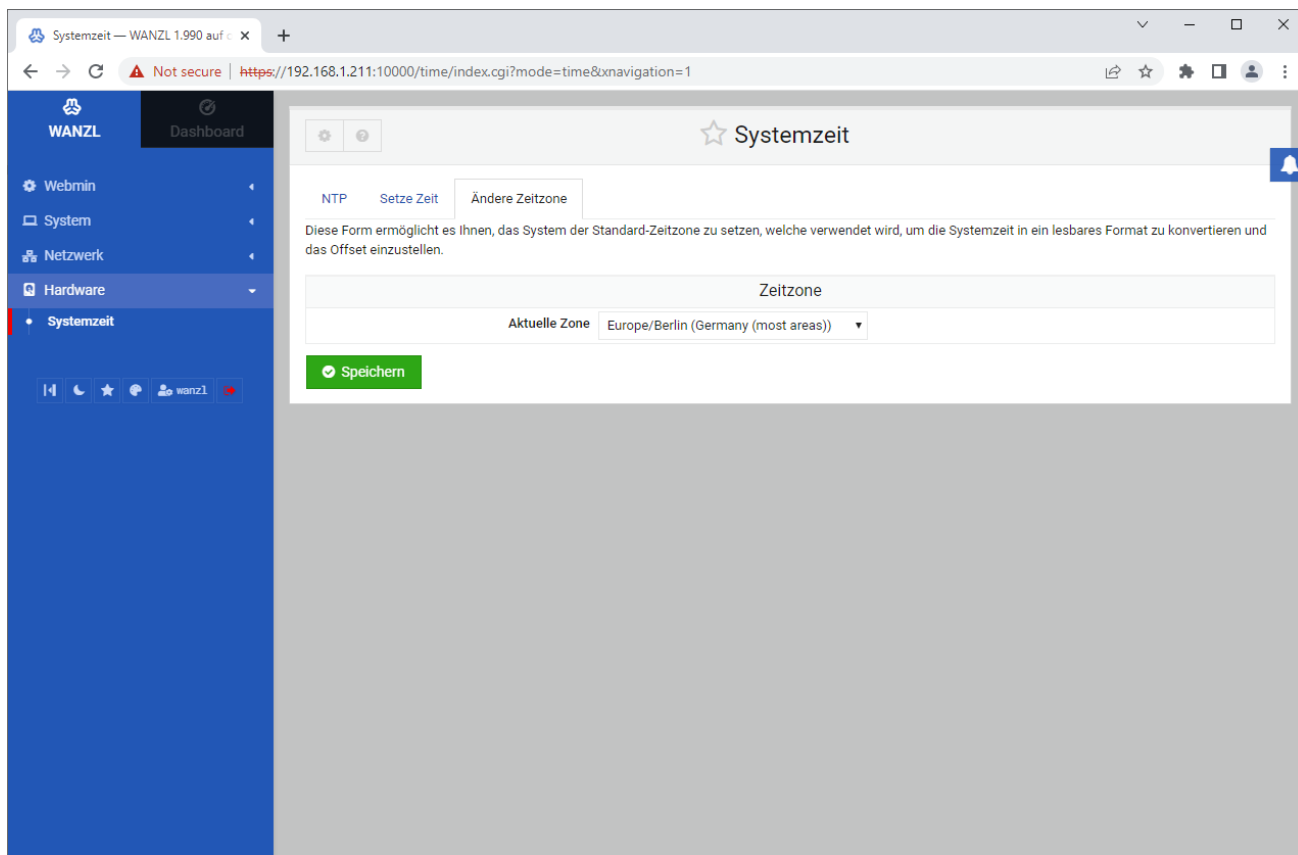 Systemzeit — WANZL 1.990 auf
Not secure https://192.168.1.211:10000/time/index.cgi?mode=time&xnavigation=1
WANZL
Dashboard
Webmin
System
Netzwerk
Hardware
Systemzeit
wanzl
Systemzeit
NTP Setze Zeit Ändere Zeitzone
Diese Form ermöglicht es Ihnen, das System der Standard-Zeitzone zu setzen, welche verwendet wird, um die Systemzeit in ein lesbares Format zu konvertieren und
das Offset einzustellen.
Zeitzone
Aktuelle Zone Europe/Berlin (Germany (most areas))
Speichern